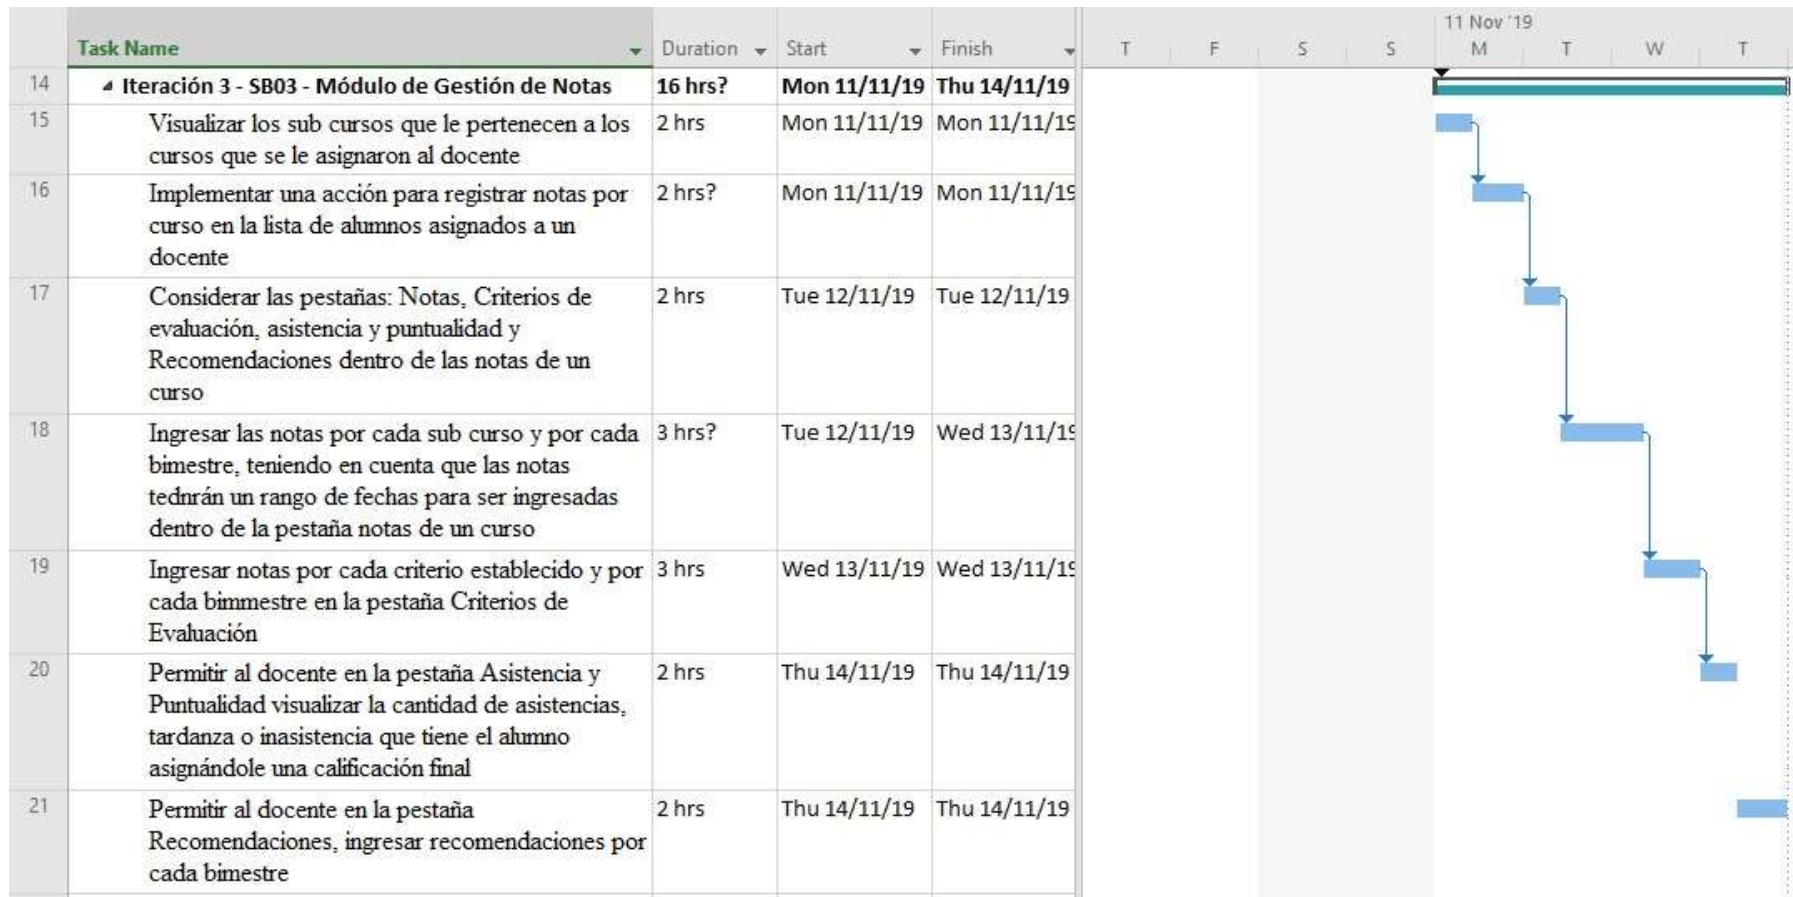 11 Nov '19
Task Name Duration Start Finish T F S S M T W T
14 Iteración 3 - SB03 - Módulo de Gestión de Notas 16 hrs? Mon 11/11/19 Thu 14/11/19
15 Visualizar los sub cursos que le pertenecen a los 2 hrs Mon 11/11/19 Mon 11/11/19
cursos que se le asignaron al docente
16 Implementar una acción para registrar notas por 2 hrs? Mon 11/11/19 Mon 11/11/19
curso en la lista de alumnos asignados a un
docente
17 Considerar las pestañas: Notas, Criterios de 2 hrs Tue 12/11/19 Tue 12/11/19
evaluación, asistencia y puntualidad y
Recomendaciones dentro de las notas de un
curso
18 Ingresar las notas por cada sub curso y por cada 3 hrs? Tue 12/11/19 Wed 13/11/19
bimestre, teniendo en cuenta que las notas
tednrán un rango de fechas para ser ingresadas
dentro de la pestaña notas de un curso
19 Ingresar notas por cada criterio establecido y por 3 hrs Wed 13/11/19 Wed 13/11/19
cada bimmestre en la pestaña Criterios de
Evaluación
20 Permitir al docente en la pestaña Asistencia y 2 hrs Thu 14/11/19 Thu 14/11/19
Puntualidad visualizar la cantidad de asistencias,
tardanza o inasistencia que tiene el alumno
asignándole una calificación final
21 Permitir al docente en la pestaña 2 hrs Thu 14/11/19 Thu 14/11/19
Recomendaciones, ingresar recomendaciones por
cada bimestre